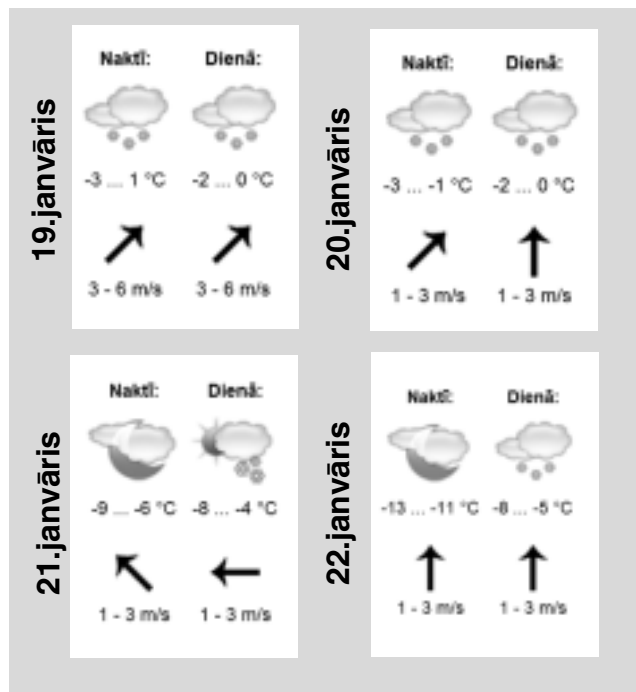 19.janvāris
Naktī: Dienā:
-3 ... 1 °C -2 ... 0 °C
3 - 6 m/s 3 - 6 m/s
20.janvāris
Naktī: Dienā:
-3 ... -1 °C -2 ... 0 °C
1 - 3 m/s 1 - 3 m/s
21.janvāris
Naktī: Dienā:
-9 ... -6 °C -8 ... -4 °C
1 - 3 m/s 1 - 3 m/s
22.janvāris
Naktī: Dienā:
-13 ... -11 °C -8 ... -5 °C
1 - 3 m/s 1 - 3 m/s